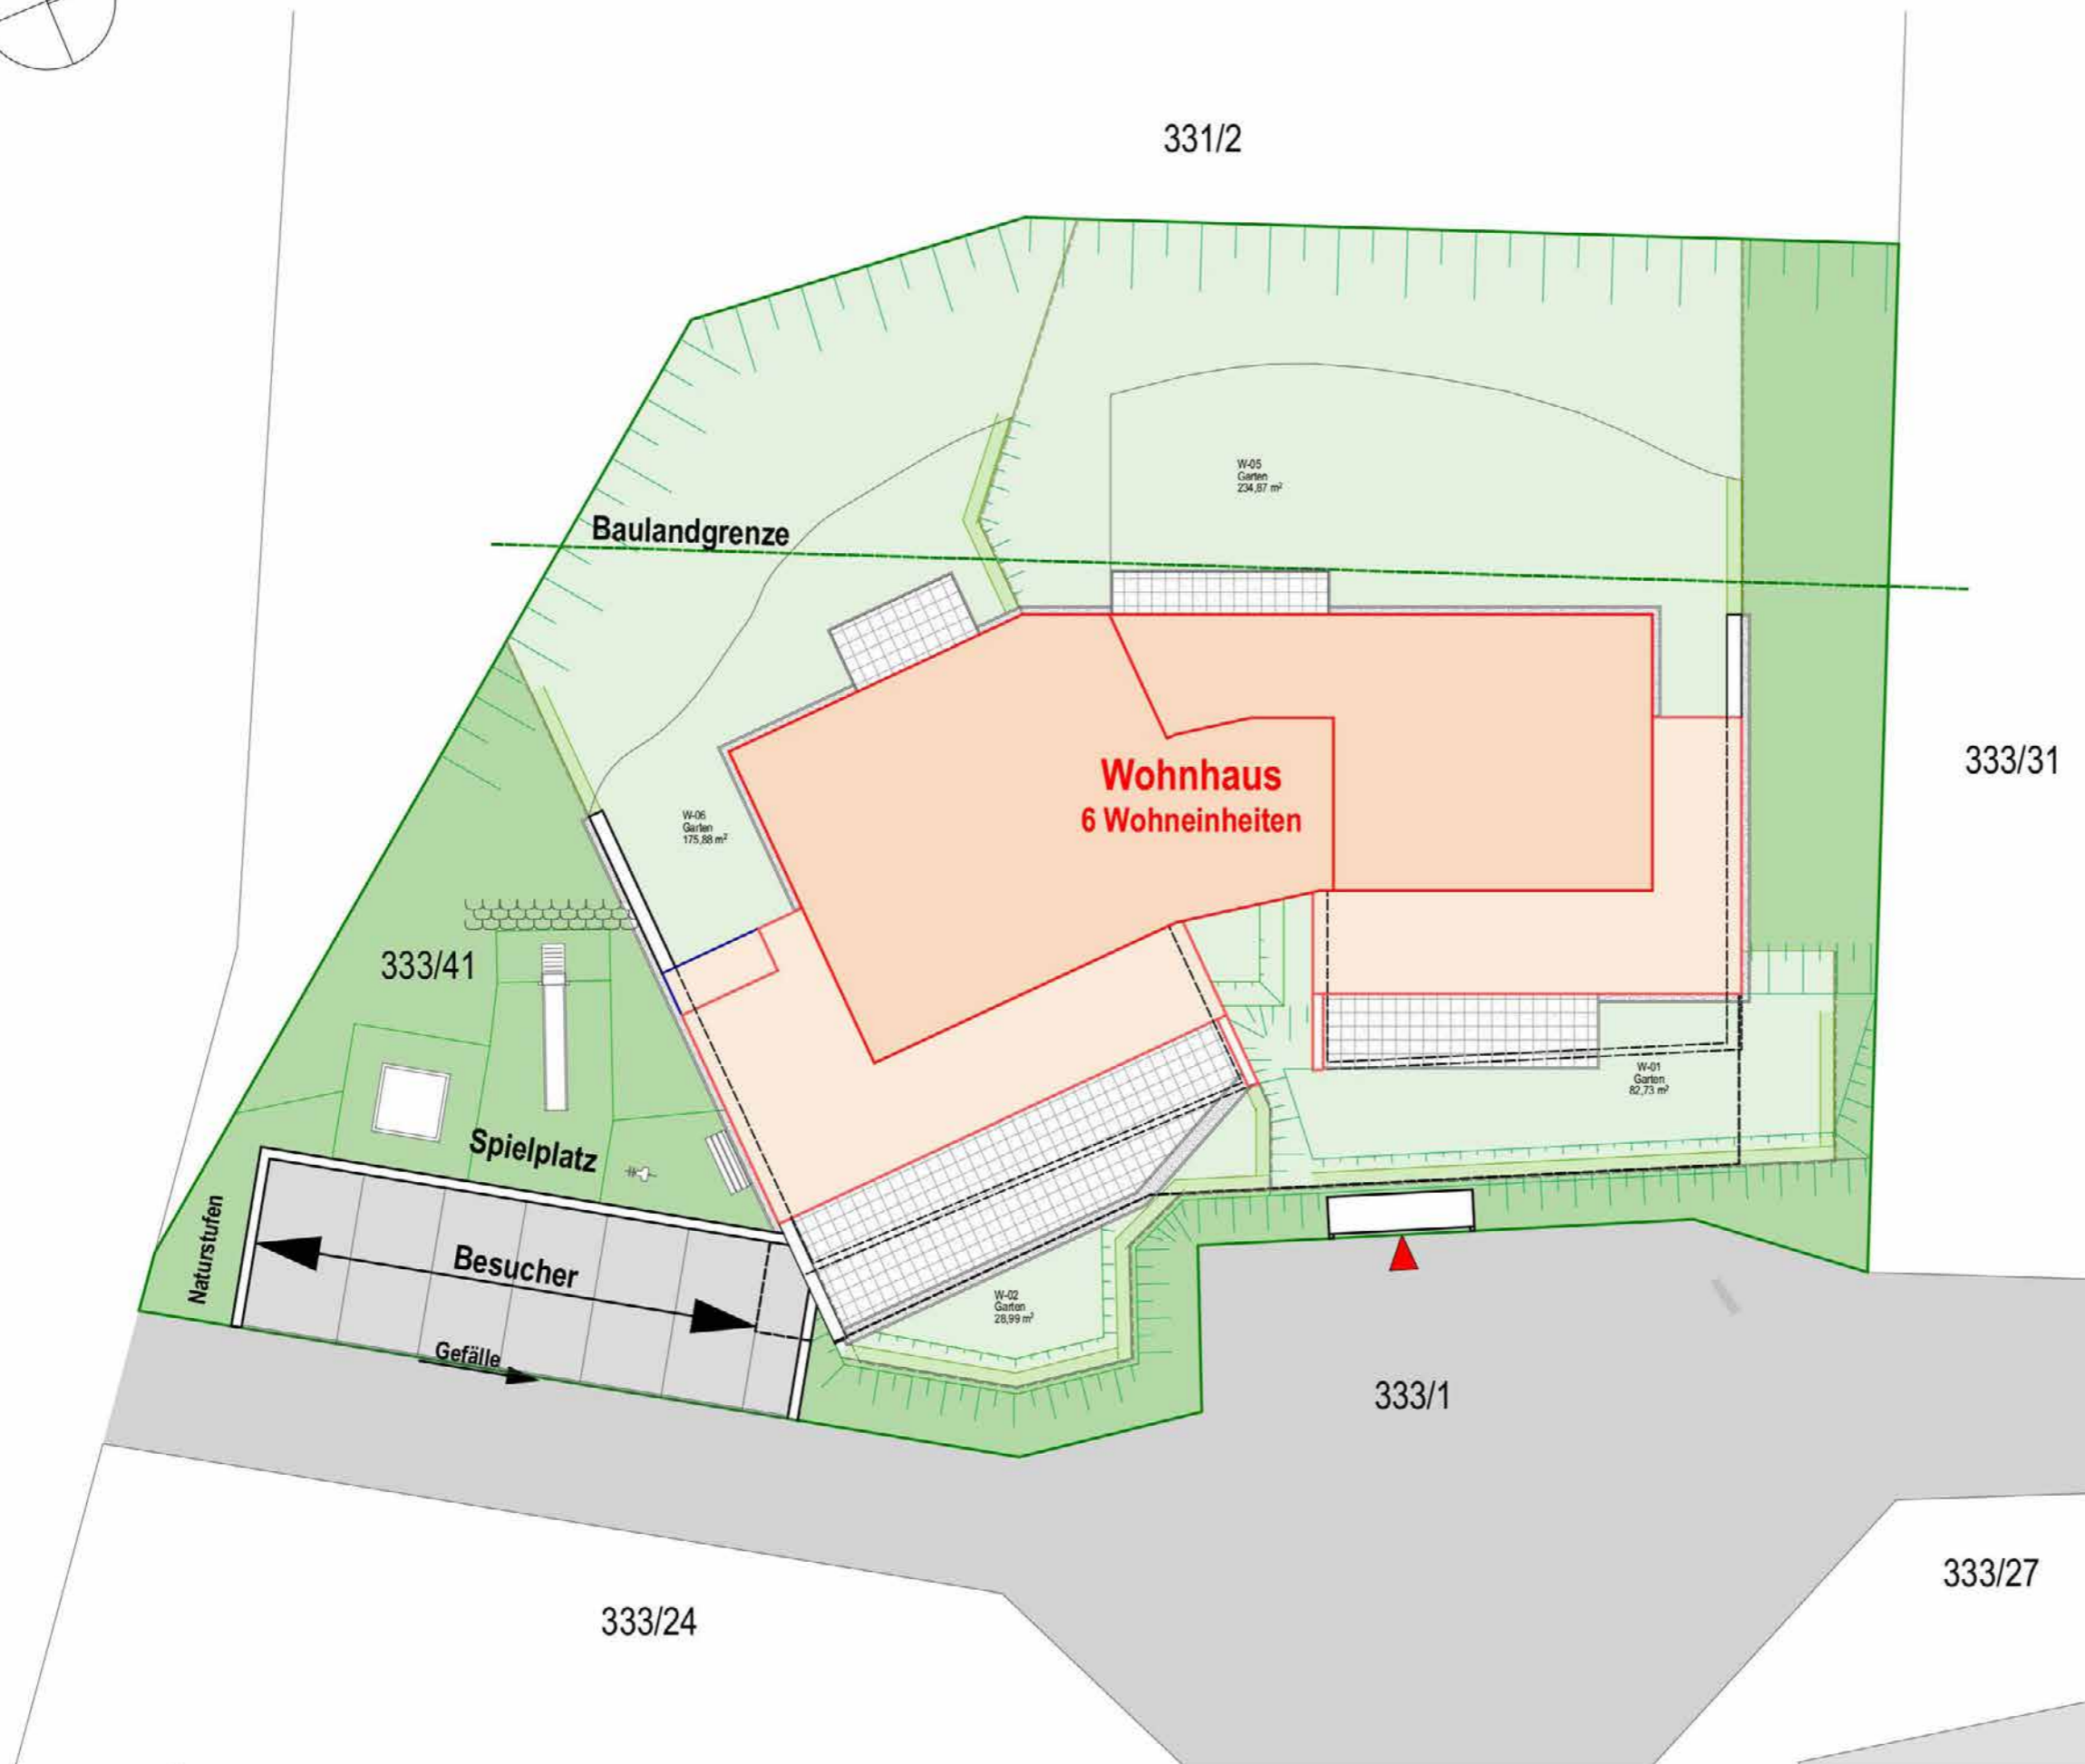 331/2
W-05
Garten
234,87 m²
Baulandgrenze
333/31
Wohnhaus
6 Wohneinheiten
W-06
Garten
175,88 m²
333/41
W-01
Garten
82,73 m²
Spielplatz
Naturstufen
Besucher
W-02
Garten
28,99 m²
Gefälle
333/1
333/27
333/24